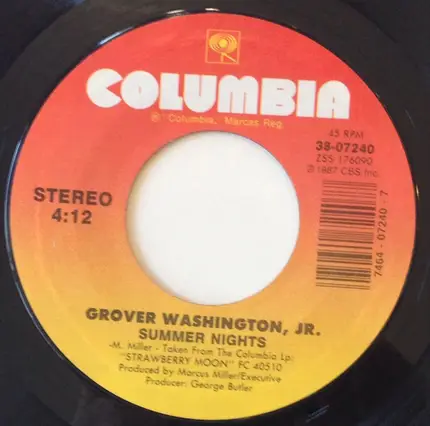 COLUMBIA
® "Columbia, Marcas Reg.
45 RPM
38-07240
ZSS 176090
℗ 1987 CBS Inc.
STEREO
4:12
7464-07240-7
GROVER WASHINGTON, JR.
SUMMER NIGHTS
-M. Miller - Taken From The Columbia Lp:
"STRAWBERRY MOON" FC 40510
Produced by Marcus Miller/Executive
Producer: George Butler